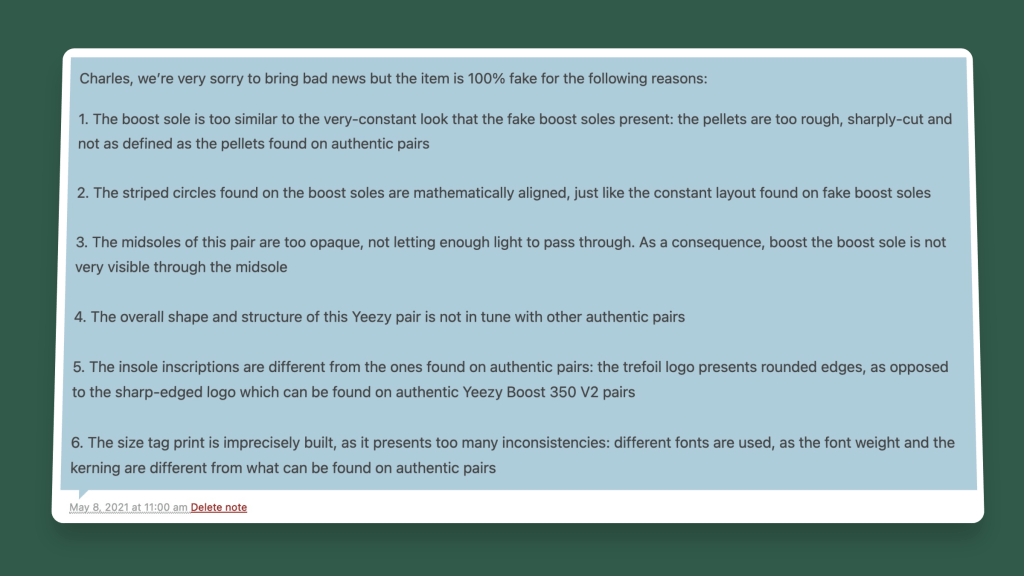 Charles, we’re very sorry to bring bad news but the item is 100% fake for the following reasons:
1. The boost sole is too similar to the very-constant look that the fake boost soles present: the pellets are too rough, sharply-cut and
not as defined as the pellets found on authentic pairs
2. The striped circles found on the boost soles are mathematically aligned, just like the constant layout found on fake boost soles
3. The midsoles of this pair are too opaque, not letting enough light to pass through. As a consequence, boost the boost sole is not
very visible through the midsole
4. The overall shape and structure of this Yeezy pair is not in tune with other authentic pairs
5. The insole inscriptions are different from the ones found on authentic pairs: the trefoil logo presents rounded edges, as opposed
to the sharp-edged logo which can be found on authentic Yeezy Boost 350 V2 pairs
6. The size tag print is imprecisely built, as it presents too many inconsistencies: different fonts are used, as the font weight and the
kerning are different from what can be found on authentic pairs
May 8, 2021 at 11:00 am Delete note